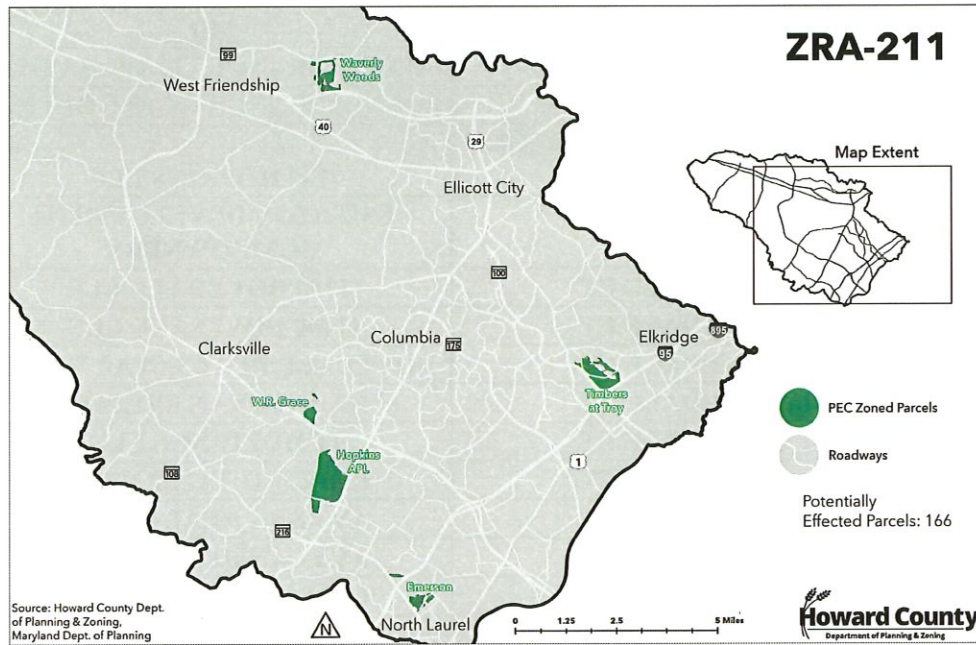 ZRA-211
99
Waverly
Woods
West Friendship
40
29
Ellicott City
Map Extent
100
Columbia
175
Elkridge
895
95
Clarksville
Timbers
at Troy
W.R. Grace
PEC Zoned Parcels
Hopkins
APL
1
Roadways
108
Potentially
Effected Parcels: 166
216
Emerson
North Laurel
Source: Howard County Dept.
of Planning & Zoning,
Maryland Dept. of Planning
N
0 1.25 2.5 5 Miles
Howard County
Department of Planning & Zoning